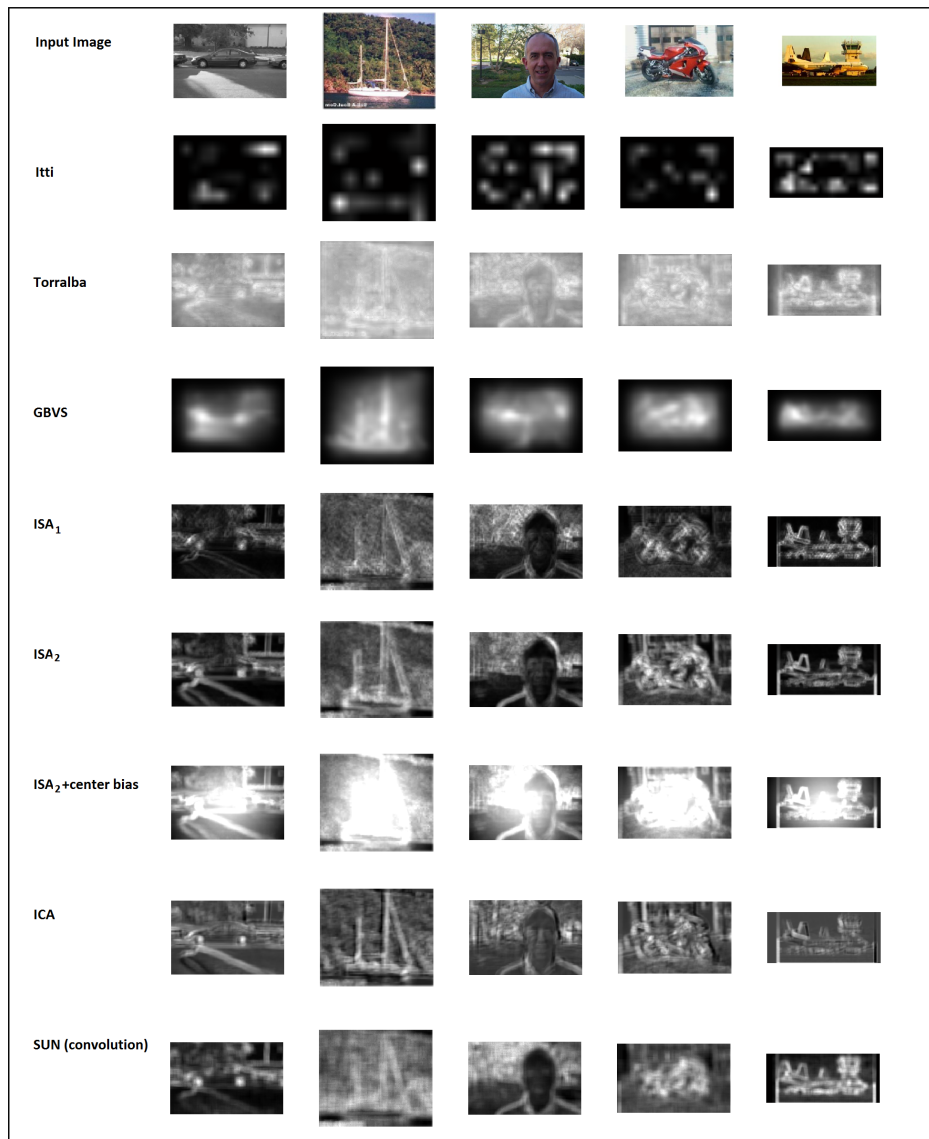 Input Image
Itti
Torralba
GBVS
ISA1
ISA2
ISA2+center bias
ICA
SUN (convolution)